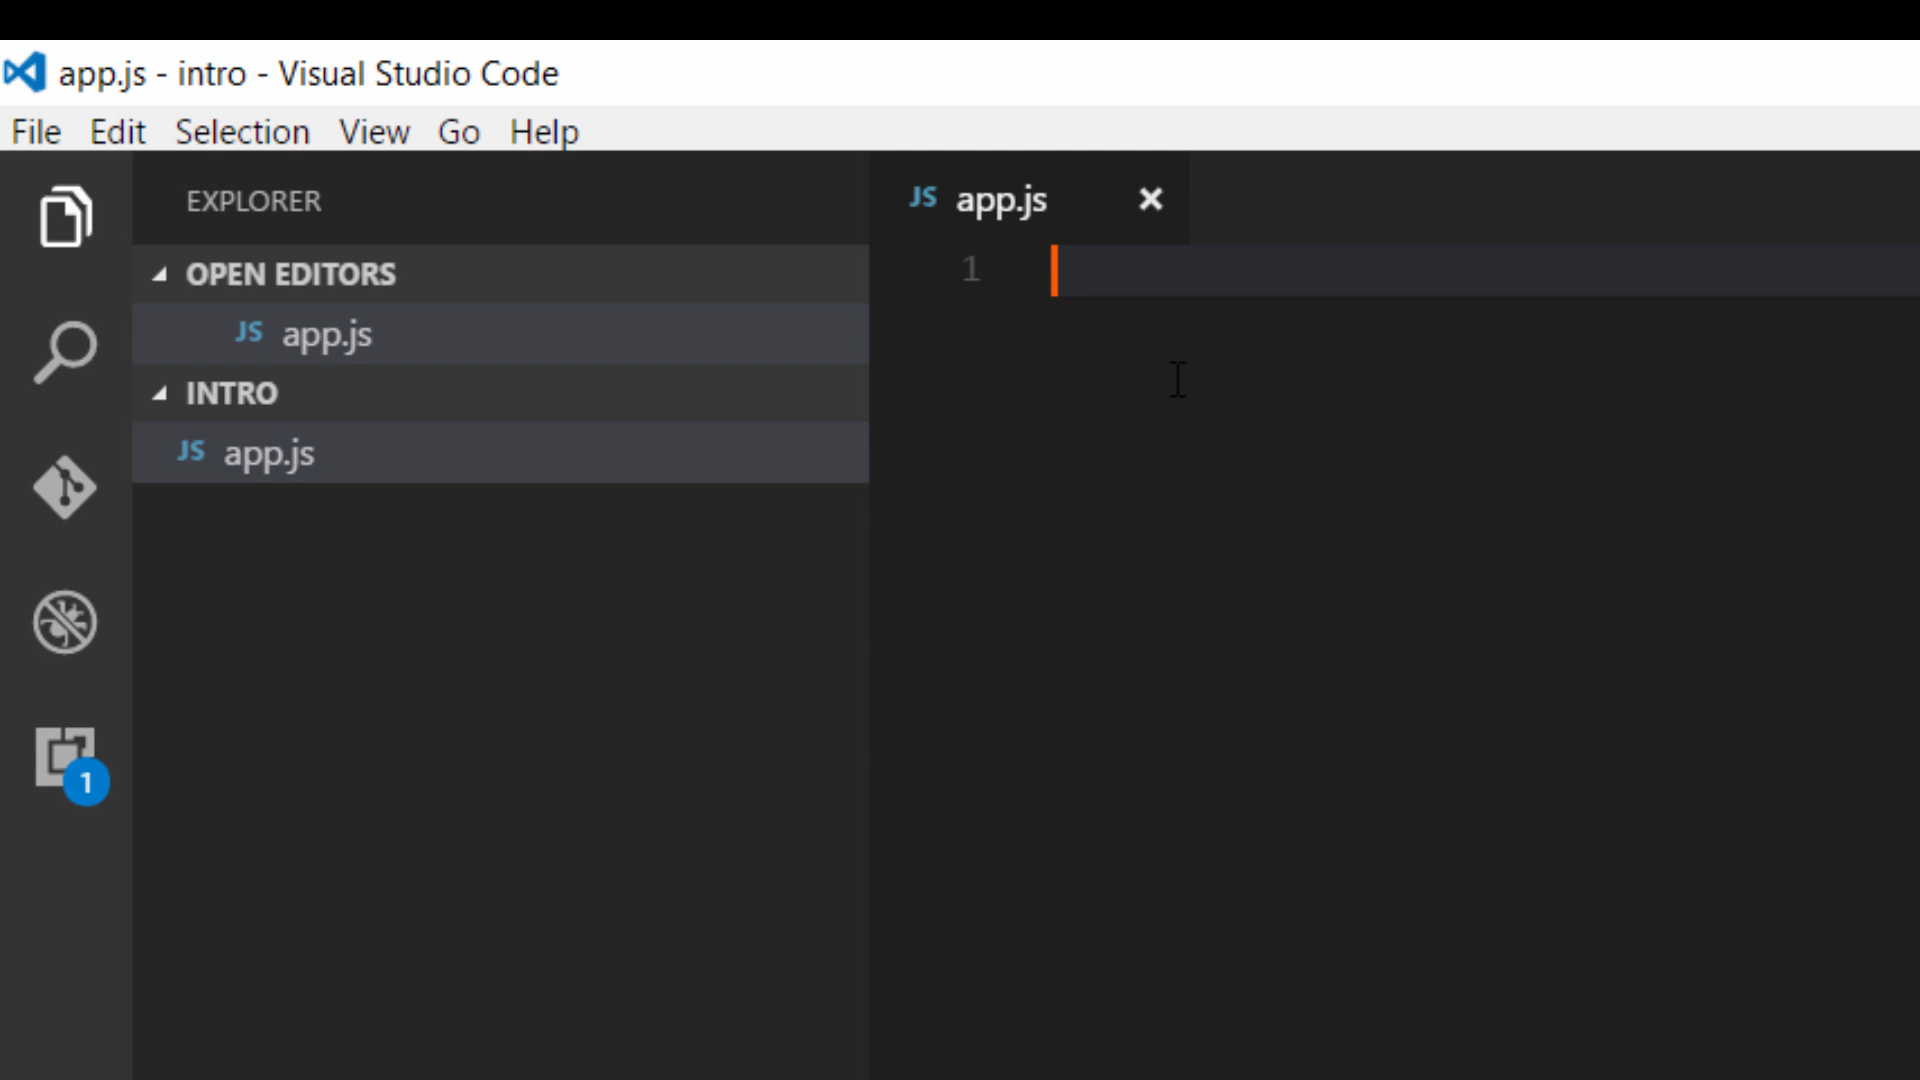 app.js - intro - Visual Studio Code
File Edit Selection View Go Help
EXPLORER
OPEN EDITORS
JS app.js
INTRO
JS app.js
1
JS app.js
1